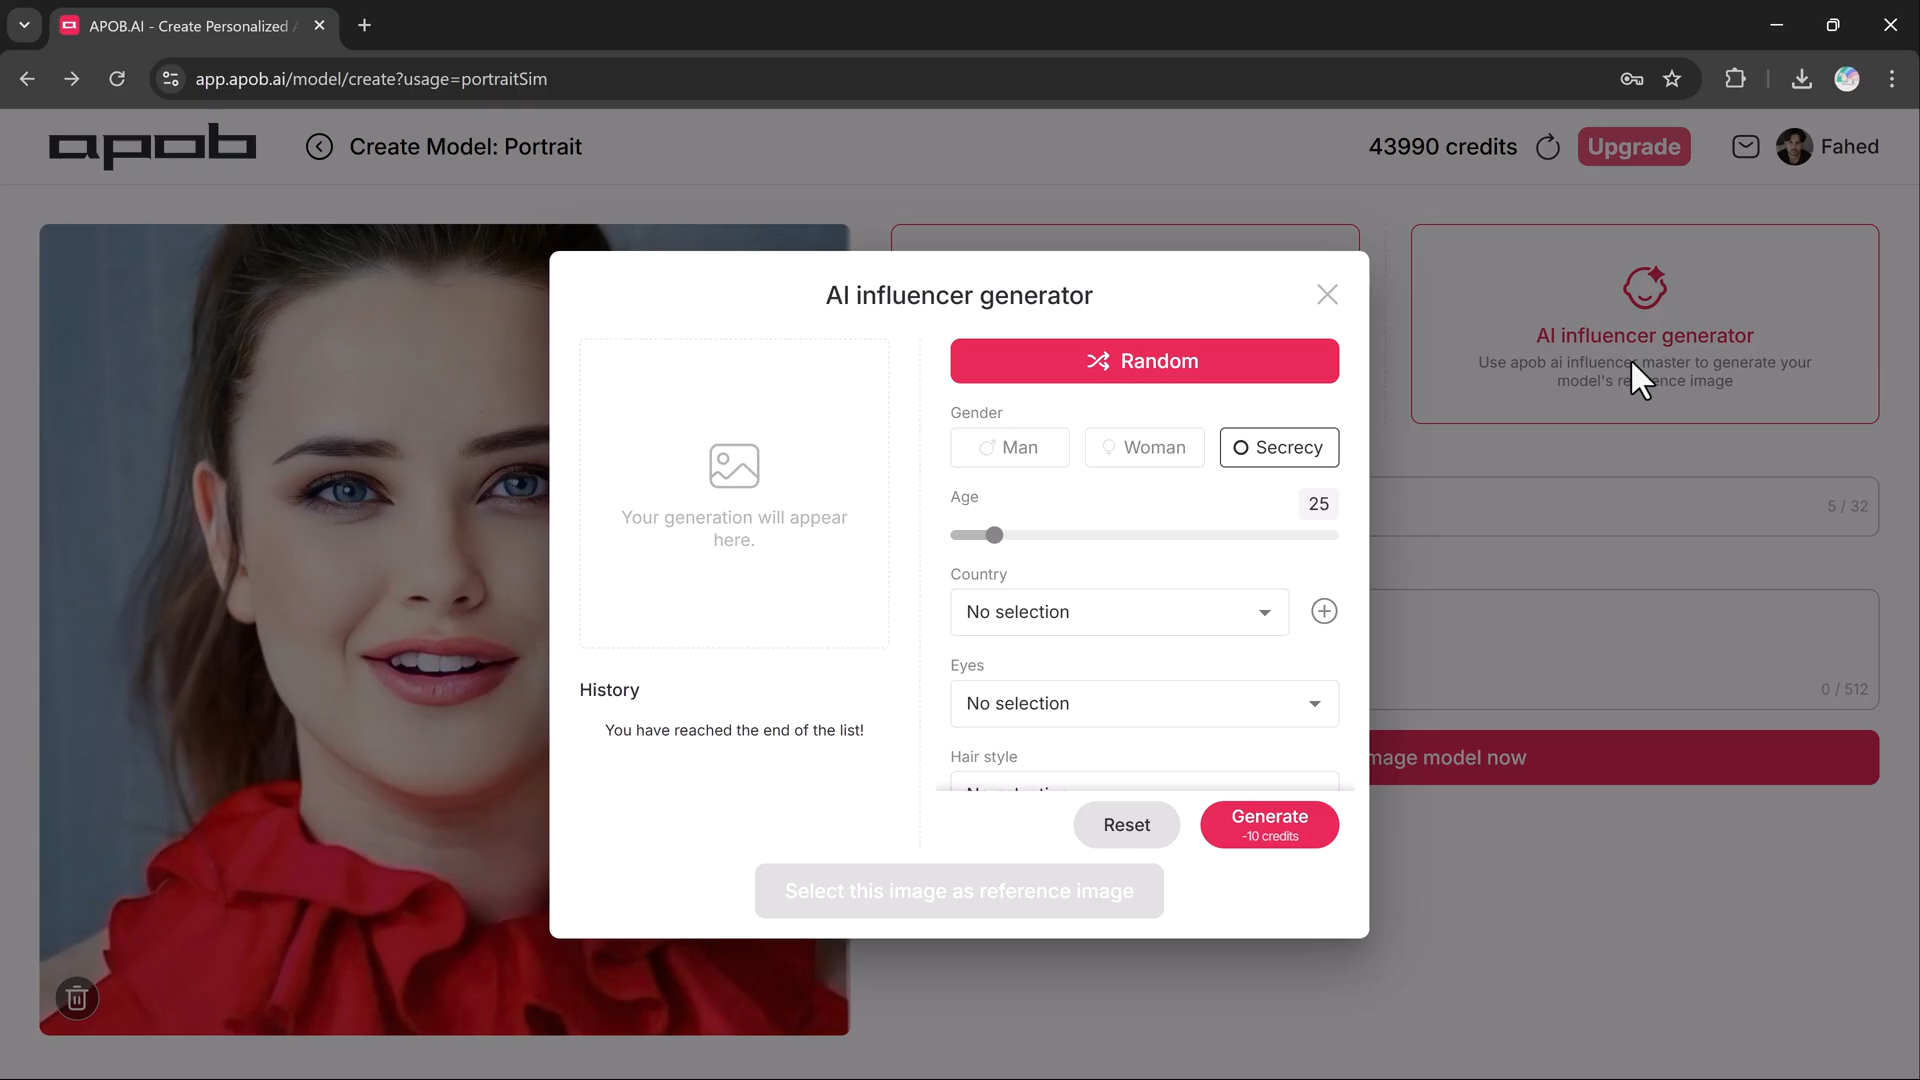 APOB.AI - Create Personalized
app.apob.ai/model/create?usage=portraitSim
apob
Create Model: Portrait
43990 credits
Upgrade
Fahed
AI influencer generator
Use apob ai influencer master to generate your
model's reference image
5 / 32
0 / 512
mage model now
AI influencer generator
Your generation will appear
here.
History
You have reached the end of the list!
Random
Gender
Man
Woman
Secrecy
Age
25
Country
No selection
Eyes
No selection
Hair style
No selection
Reset
Generate
-10 credits
Select this image as reference image